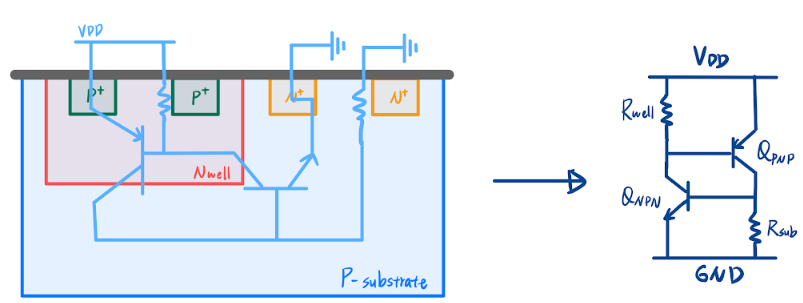 VDD
P⁺
P⁺
N⁺
N⁺
Nwell
P-substrate
VDD
Rwell
QPNP
QNPN
Rsub
GND